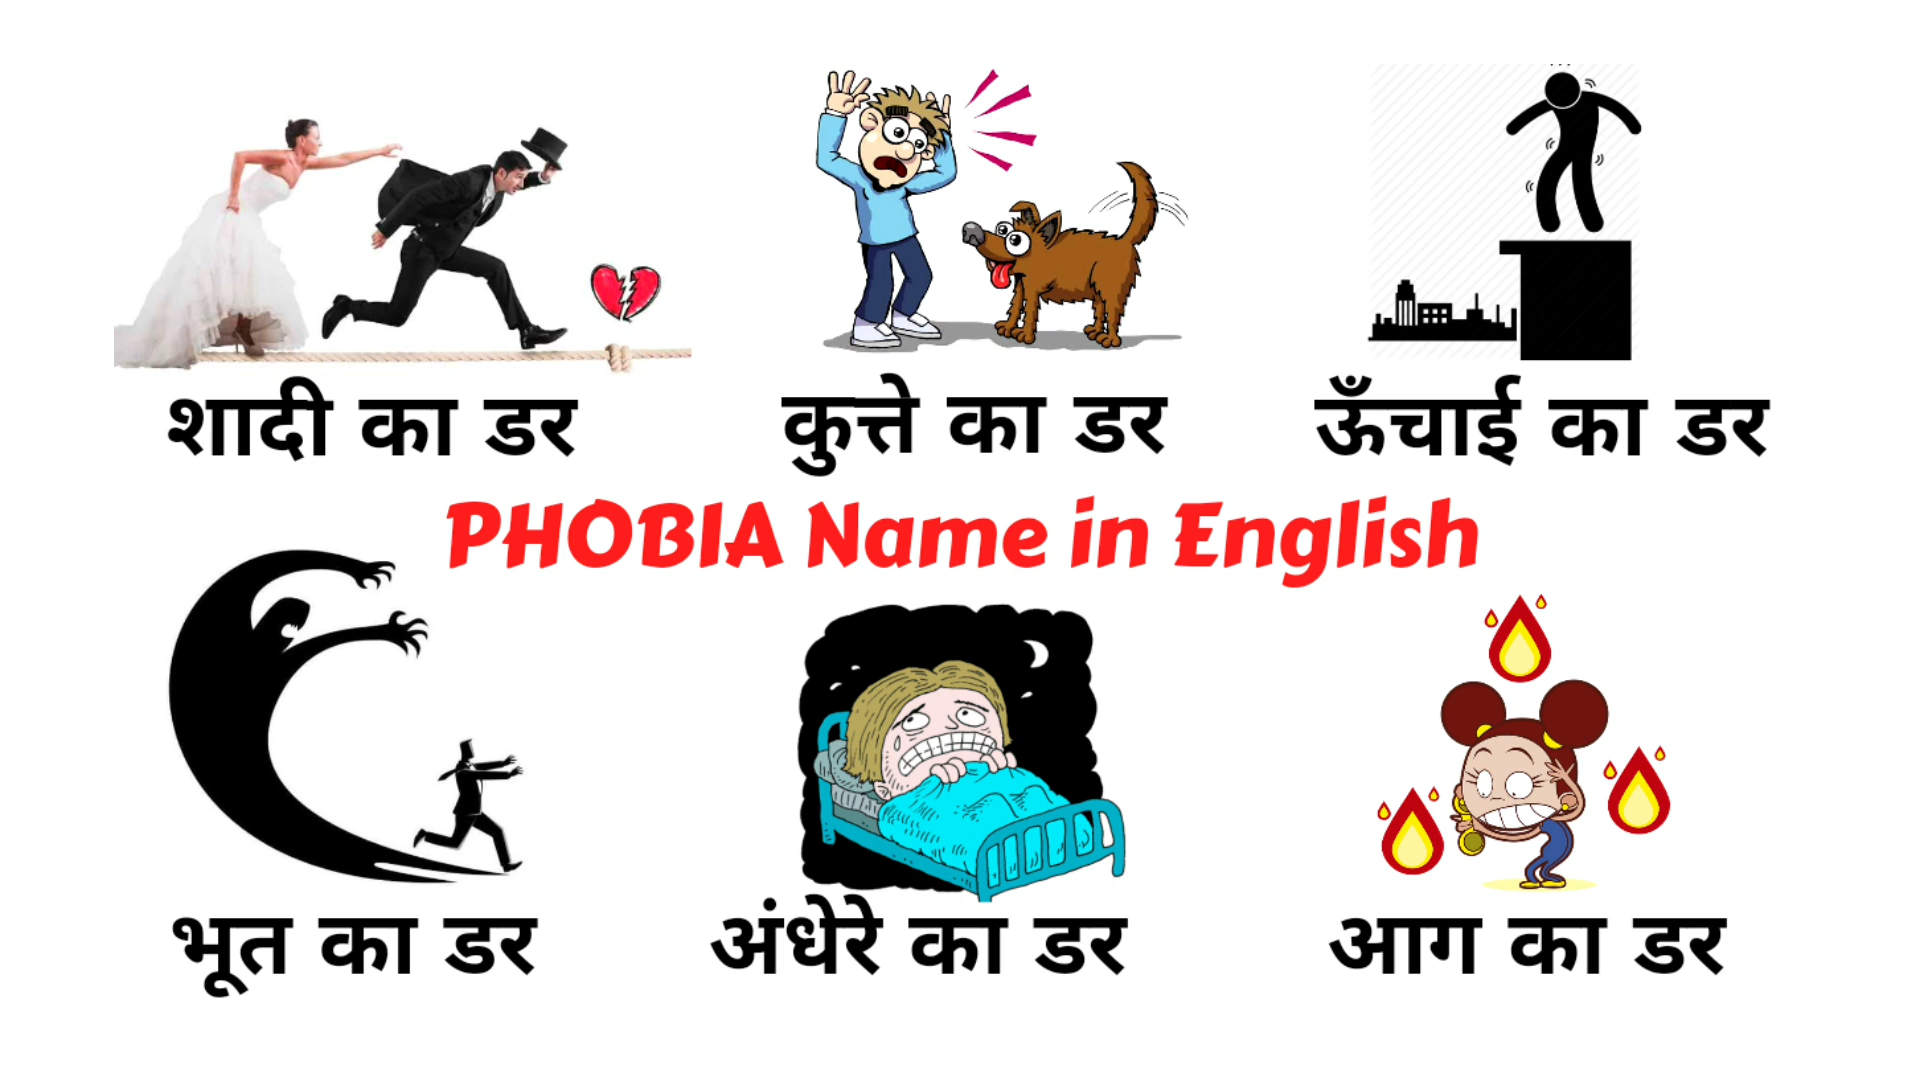 शादी का डर
कुत्ते का डर
ऊँचाई का डर
PHOBIA Name in English
भूत का डर
अंधेरे का डर
आग का डर